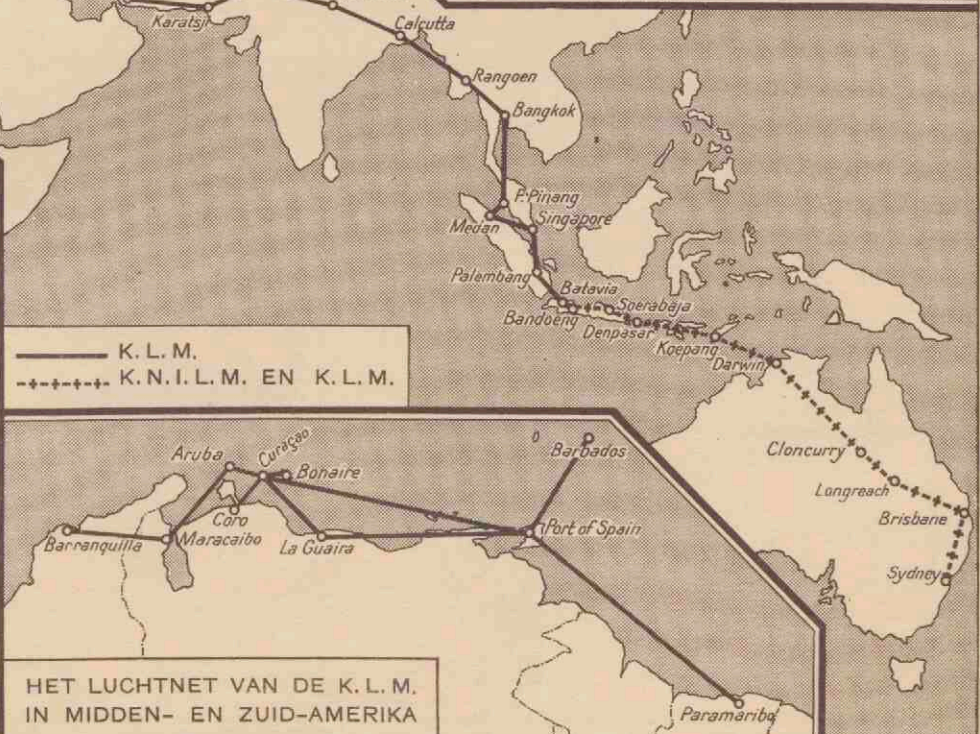 Karatsji
Calcutta
Rangoen
Bangkok
P. Pinang
Medan
Singapore
Palembang
Batavia
Soerabaja
Bandoeng
Denpasar
Koepang
Darwin
K.L.M.
K.N.I.L.M. EN K.L.M.
Cloncurry
Longreach
Brisbane
Sydney
Aruba
Curaçao
Bonaire
Barbados
Coro
Port of Spain
Barranquilla
Maracaibo
La Guaira
Paramaribo
HET LUCHTNET VAN DE K.L.M.
IN MIDDEN- EN ZUID-AMERIKA